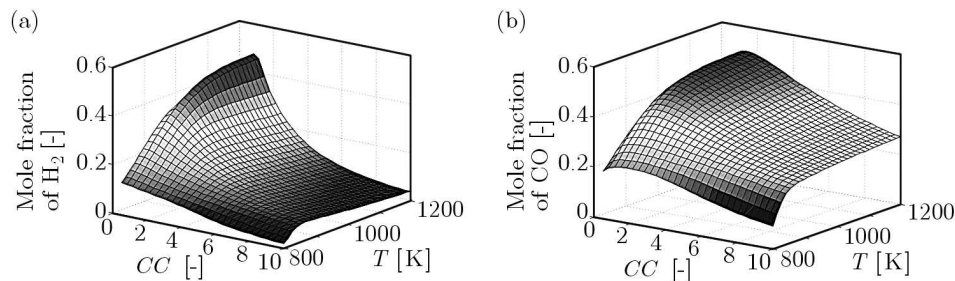 (a)
Mole fraction
of H₂ [-]
0.6
0.4
0.2
0
0 2 4 6 8 10
CC [-]
800 1000 1200
T [K]
(b)
Mole fraction
of CO [-]
0.6
0.4
0.2
0
0 2 4 6 8 10
CC [-]
800 1000 1200
T [K]